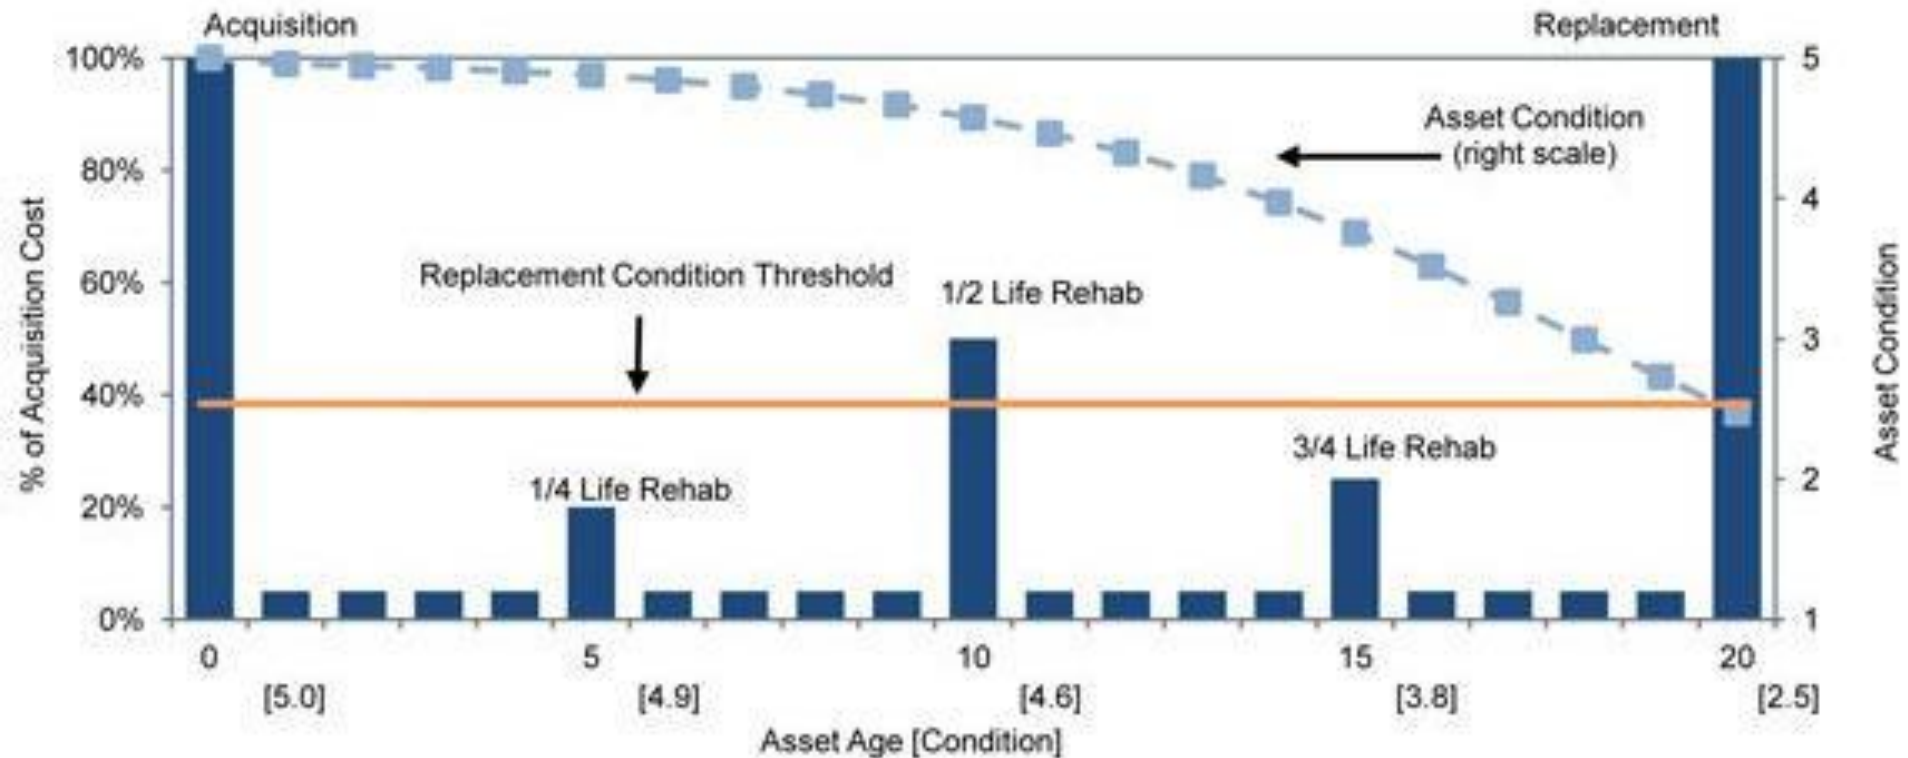 Acquisition
Replacement
100%
80%
60%
40%
20%
0%
% of Acquisition Cost
5
4
3
2
1
Asset Condition
Asset Condition
(right scale)
Replacement Condition Threshold
1/2 Life Rehab
3/4 Life Rehab
1/4 Life Rehab
0 5 10 15 20
[5.0] [4.9] [4.6] [3.8] [2.5]
Asset Age [Condition]